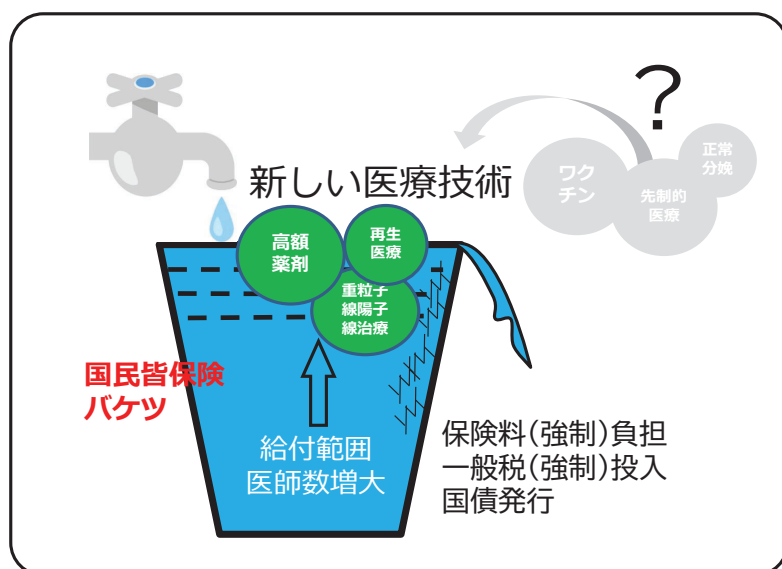 ?
ワク
チン
正常
分娩
先制的
医療
新しい医療技術
高額
薬剤
再生
医療
重粒子
線陽子
線治療
国民皆保険
バケツ
給付範囲
医師数増大
保険料(強制)負担
一般税(強制)投入
国債発行